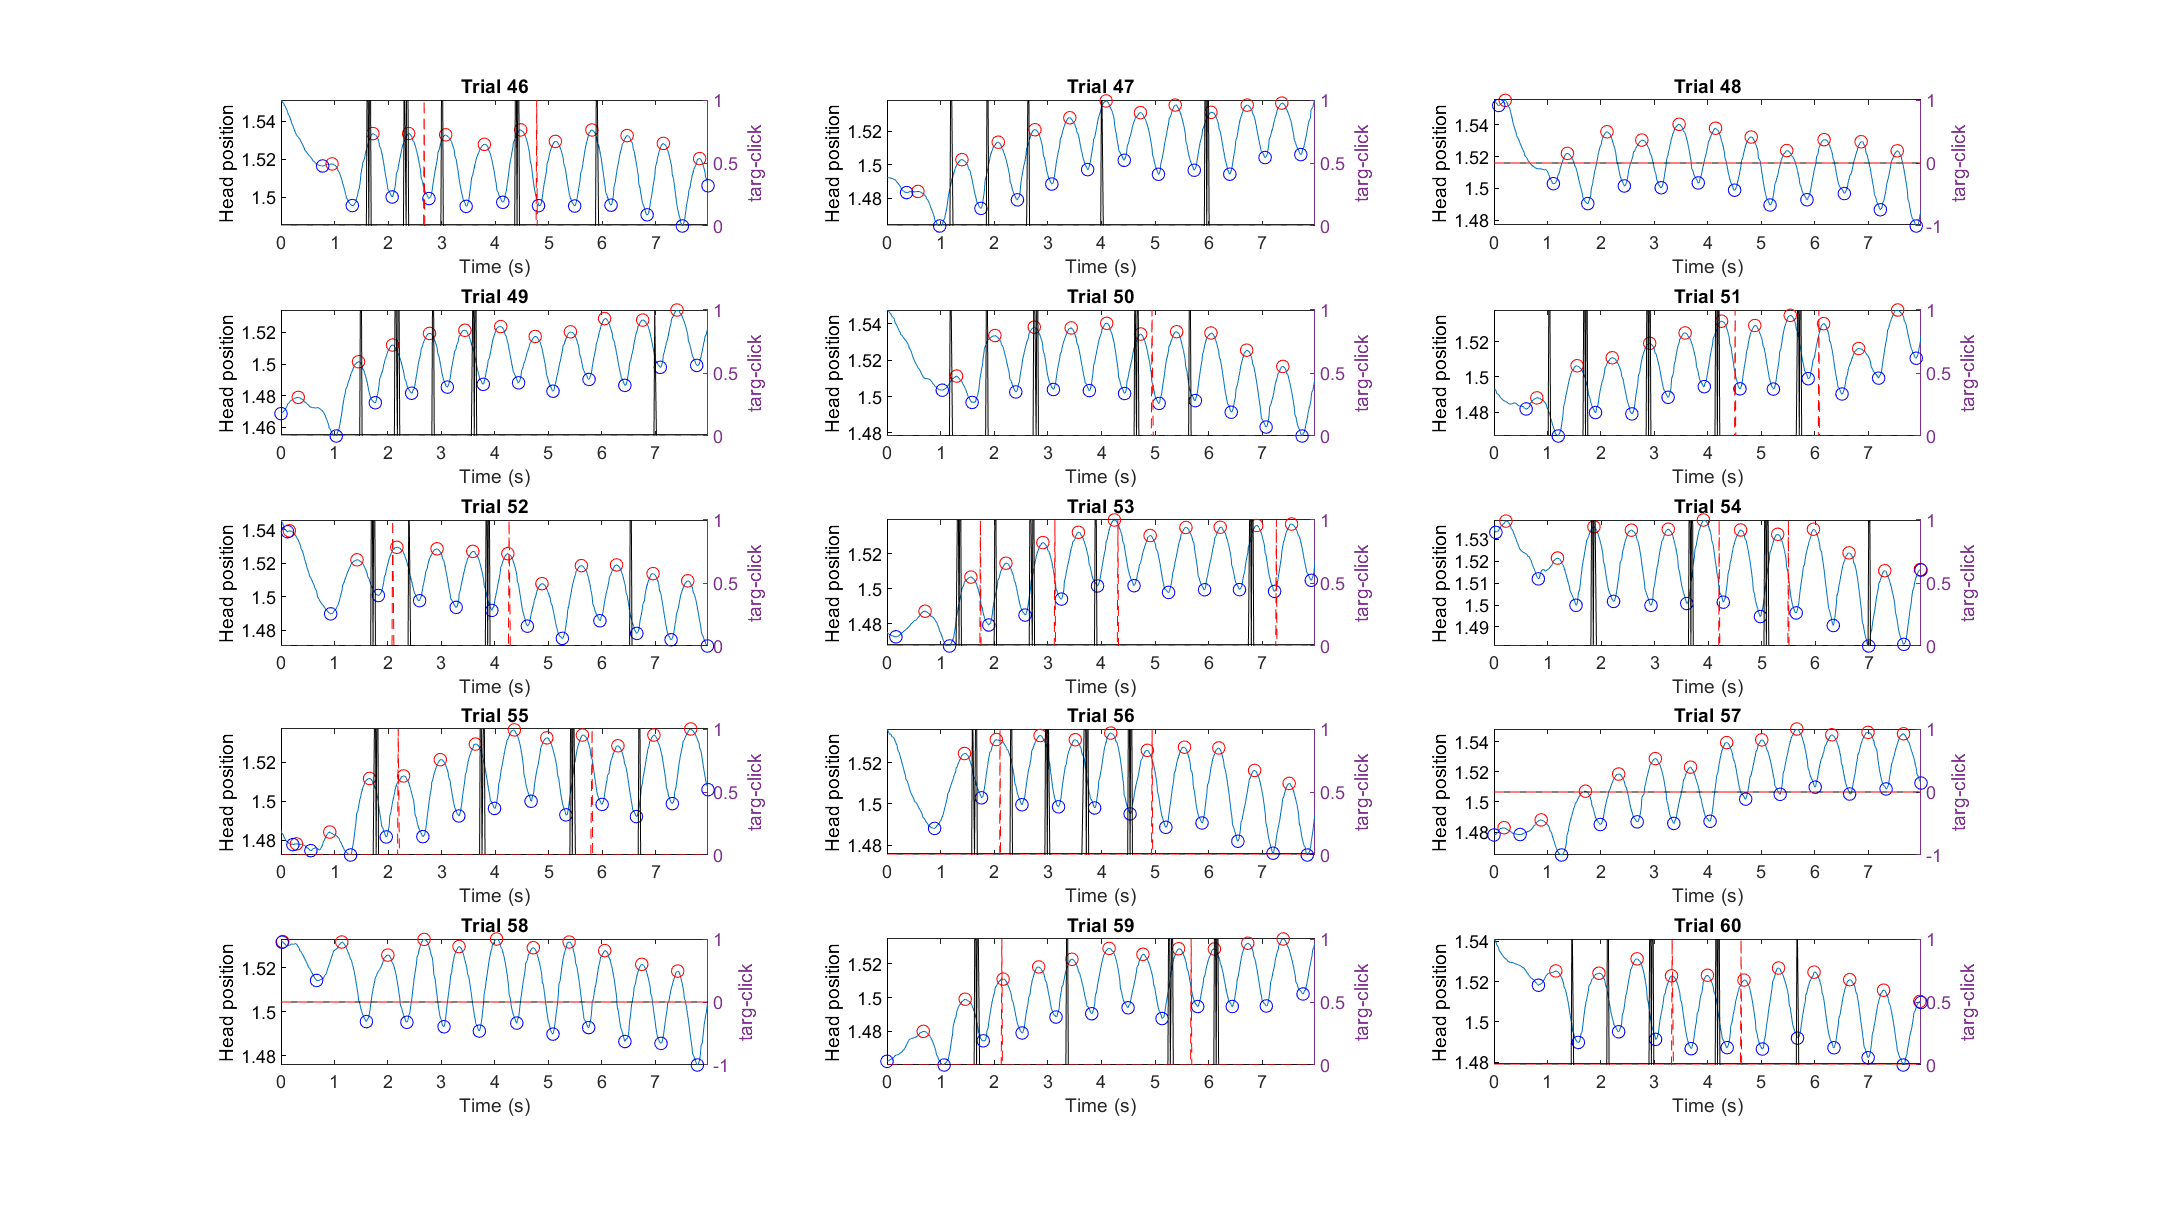 Trial 46
Trial 47
Trial 48
Head position
1.54
1.52
1.5
1
0.5
0
targ-click
0 1 2 3 4 5 6 7
Time (s)
Head position
1.52
1.5
1.48
1
0.5
0
targ-click
0 1 2 3 4 5 6 7
Time (s)
Head position
1.54
1.52
1.5
1.48
1
0
-1
targ-click
0 1 2 3 4 5 6 7
Time (s)
Trial 49
Trial 50
Trial 51
Head position
1.52
1.5
1.48
1.46
1
0.5
0
targ-click
0 1 2 3 4 5 6 7
Time (s)
Head position
1.54
1.52
1.5
1.48
1
0.5
0
targ-click
0 1 2 3 4 5 6 7
Time (s)
Head position
1.52
1.5
1.48
1
0.5
0
targ-click
0 1 2 3 4 5 6 7
Time (s)
Trial 52
Trial 53
Trial 54
Head position
1.54
1.52
1.5
1.48
1
0.5
0
targ-click
0 1 2 3 4 5 6 7
Time (s)
Head position
1.52
1.5
1.48
1
0.5
0
targ-click
0 1 2 3 4 5 6 7
Time (s)
Head position
1.53
1.52
1.51
1.5
1.49
1
0.5
0
targ-click
0 1 2 3 4 5 6 7
Time (s)
Trial 55
Trial 56
Trial 57
Head position
1.52
1.5
1.48
1
0.5
0
targ-click
0 1 2 3 4 5 6 7
Time (s)
Head position
1.52
1.5
1.48
1
0.5
0
targ-click
0 1 2 3 4 5 6 7
Time (s)
Head position
1.54
1.52
1.5
1.48
1
0
-1
targ-click
0 1 2 3 4 5 6 7
Time (s)
Trial 58
Trial 59
Trial 60
Head position
1.52
1.5
1.48
1
0
-1
targ-click
0 1 2 3 4 5 6 7
Time (s)
Head position
1.52
1.5
1.48
1
0.5
0
targ-click
0 1 2 3 4 5 6 7
Time (s)
Head position
1.54
1.52
1.5
1.48
1
0.5
0
targ-click
0 1 2 3 4 5 6 7
Time (s)